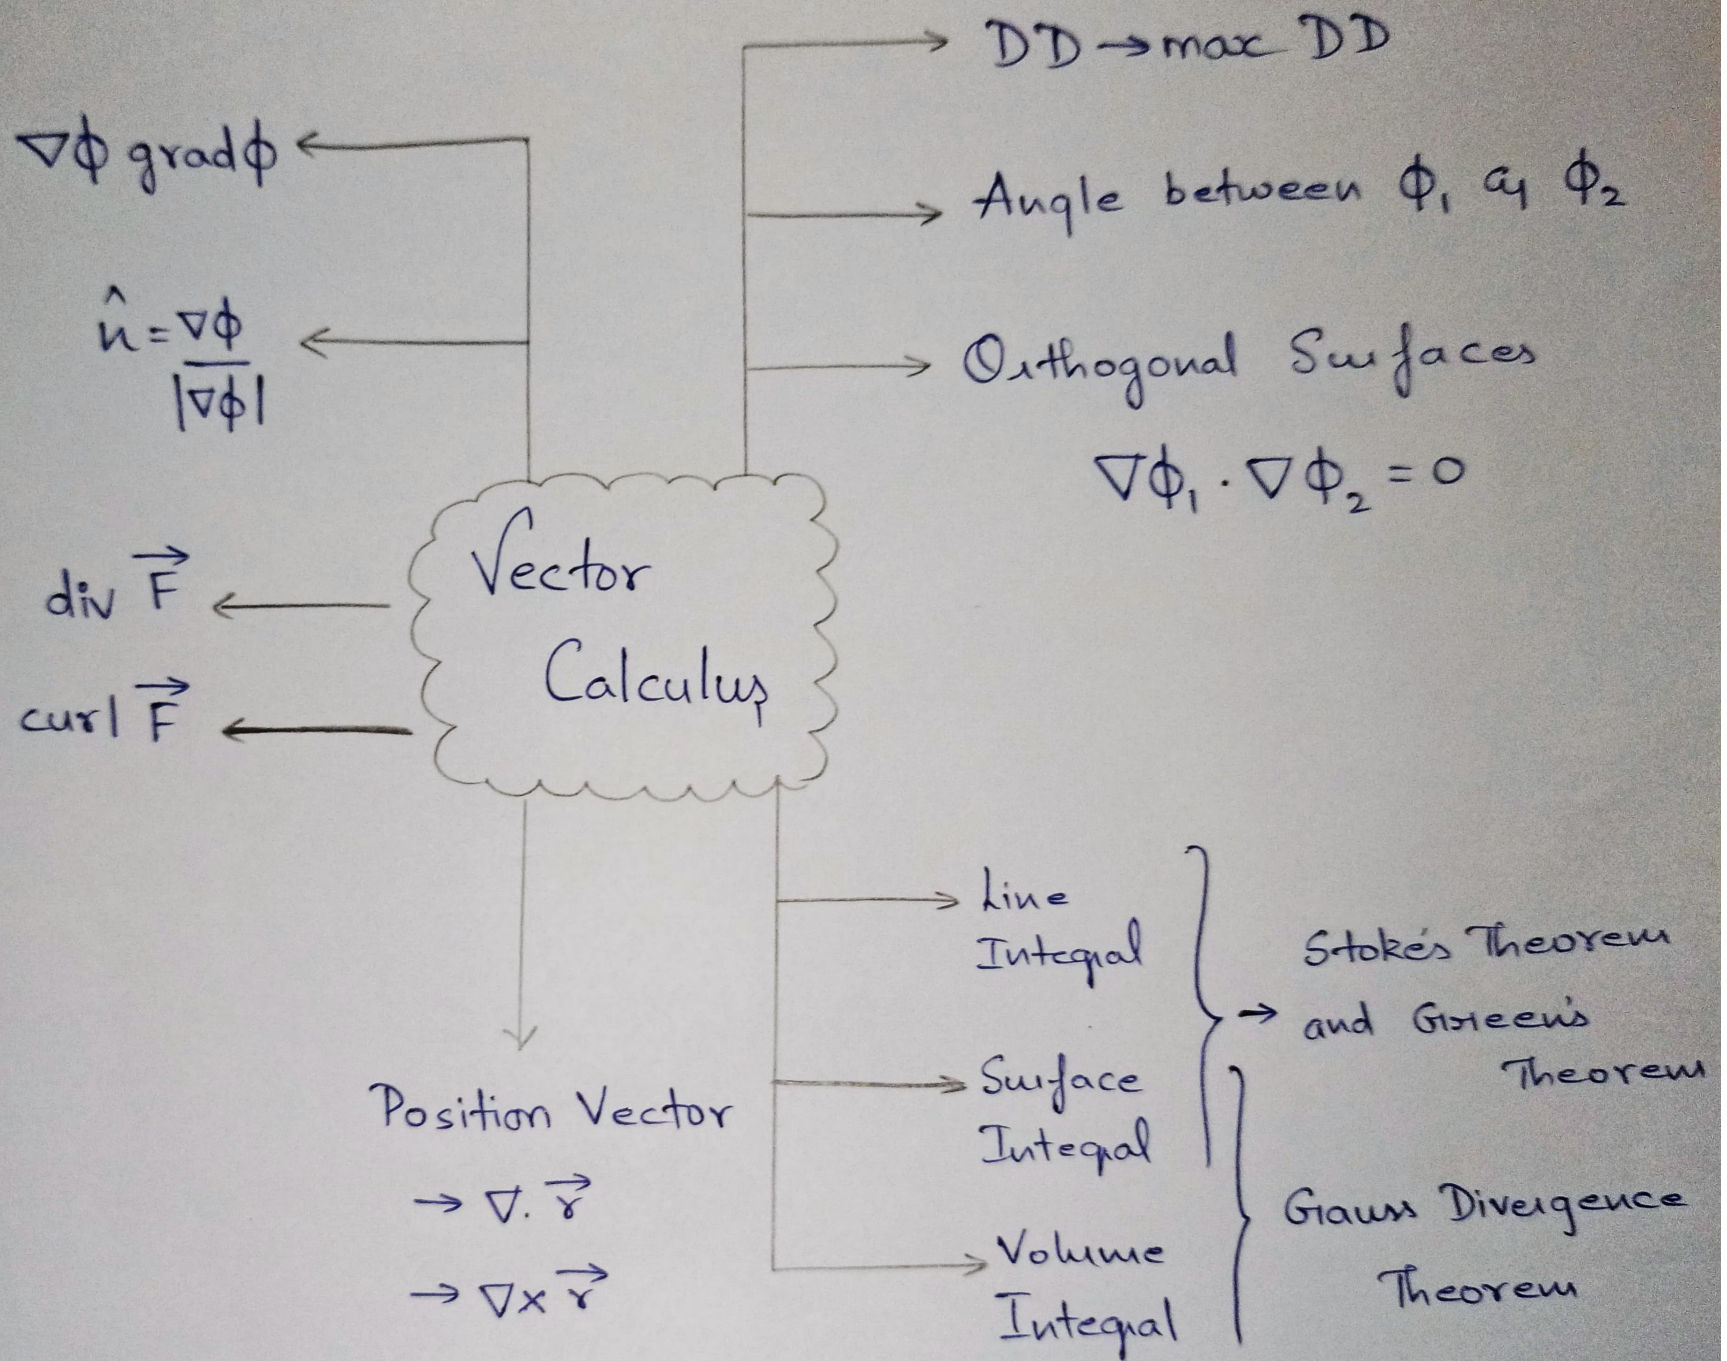 DD → max DD
∇ϕ gradϕ
Angle between ϕ₁ & ϕ₂
n̂ = ∇ϕ
|∇ϕ|
Orthogonal Surfaces
∇ϕ₁ . ∇ϕ₂ = 0
Vector
Calculus
div F⃗
curl F⃗
Line
Integral
Surface
Integral
Volume
Integral
→ Stoke's Theorem
and Green's
Theorem
Gauss Divergence
Theorem
Position Vector
→ ∇. r⃗
→ ∇× r⃗